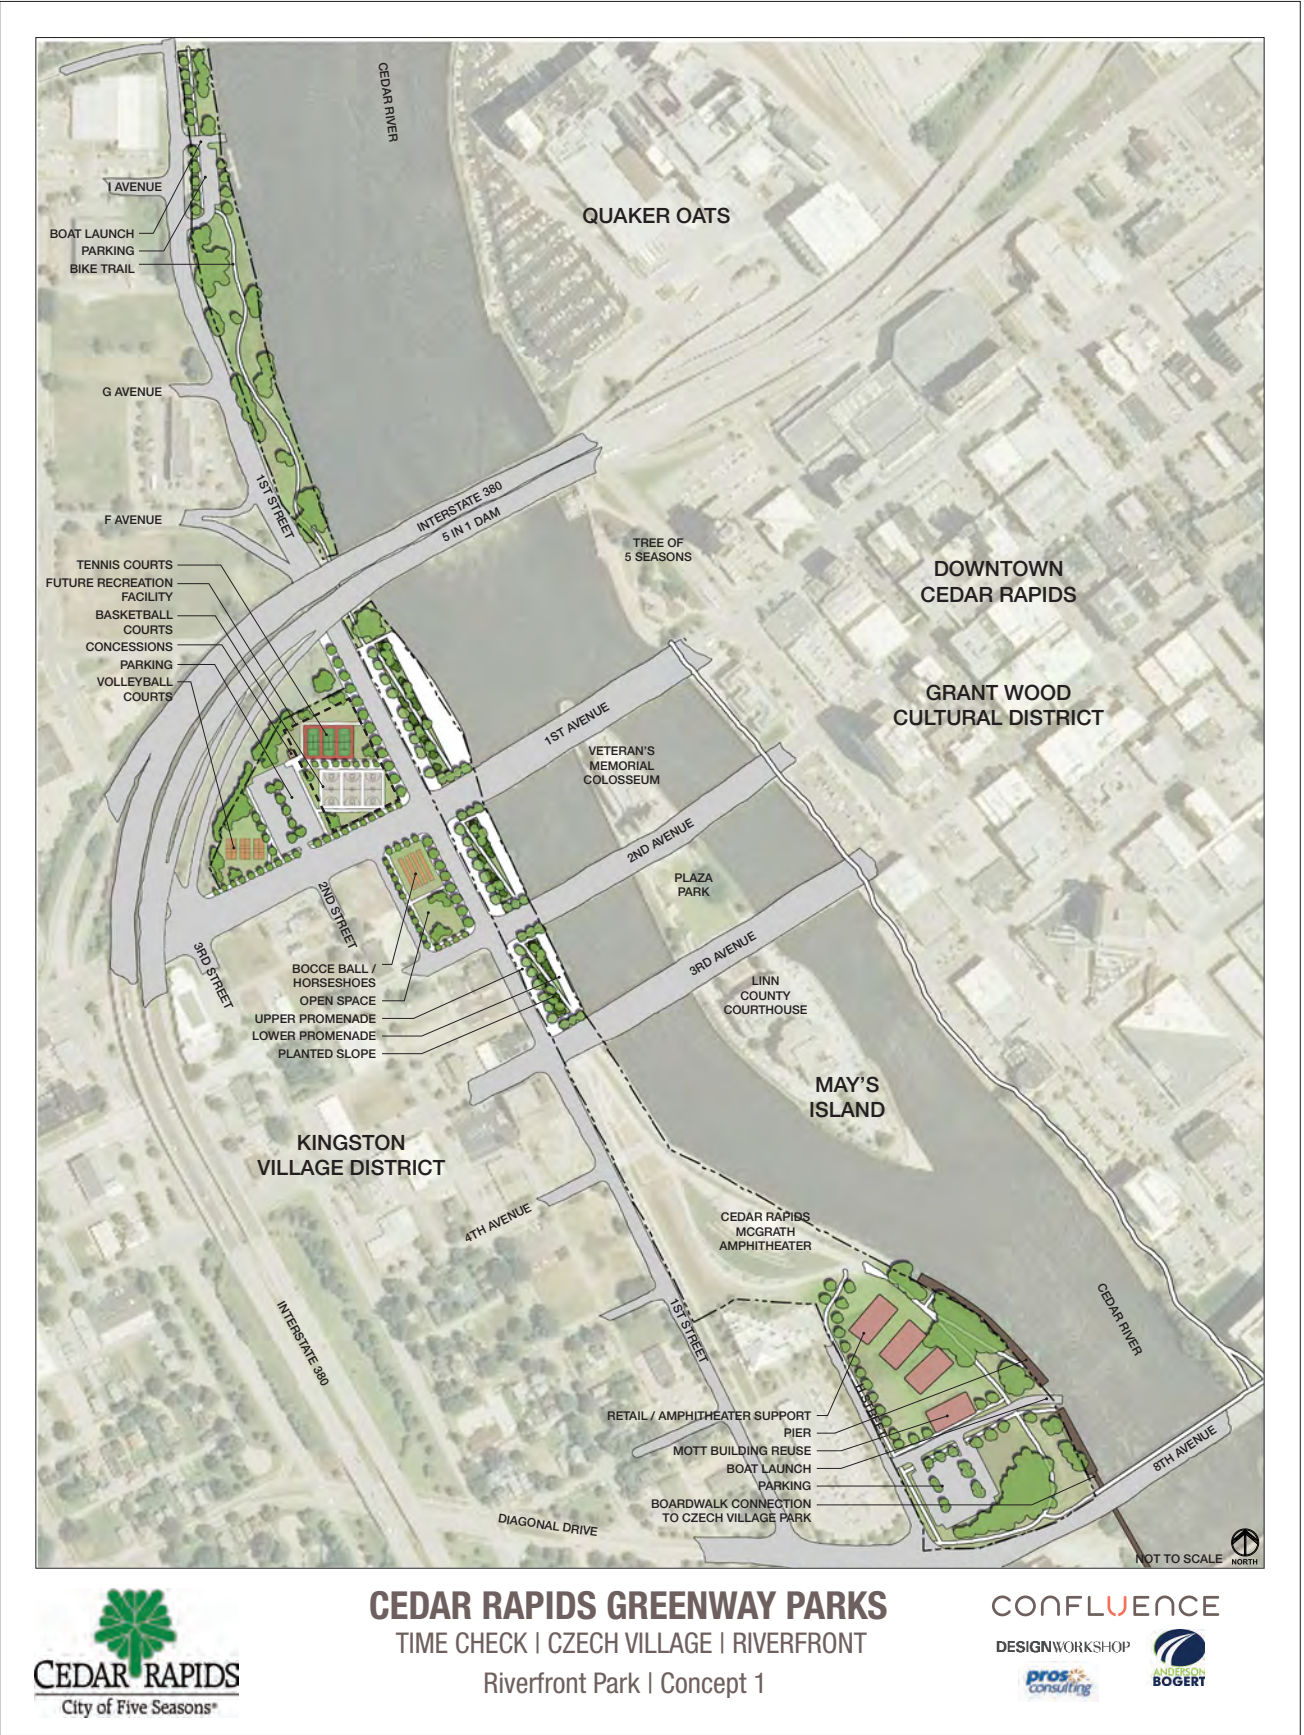 CEDAR RIVER
QUAKER OATS
I AVENUE
BOAT LAUNCH
PARKING
BIKE TRAIL
G AVENUE
1ST STREET
F AVENUE
INTERSTATE 380
5 IN 1 DAM
TREE OF
5 SEASONS
DOWNTOWN
CEDAR RAPIDS
TENNIS COURTS
FUTURE RECREATION
FACILITY
BASKETBALL
COURTS
CONCESSIONS
PARKING
VOLLEYBALL
COURTS
GRANT WOOD
CULTURAL DISTRICT
1ST AVENUE
VETERAN'S
MEMORIAL
COLOSSEUM
2ND AVENUE
PLAZA
PARK
3RD AVENUE
2ND STREET
3RD STREET
BOCCE BALL /
HORSESHOES
OPEN SPACE
UPPER PROMENADE
LOWER PROMENADE
PLANTED SLOPE
LINN
COUNTY
COURTHOUSE
MAY'S
ISLAND
KINGSTON
VILLAGE DISTRICT
4TH AVENUE
CEDAR RAPIDS
MCGRATH
AMPHITHEATER
INTERSTATE 380
1ST STREET
CEDAR RIVER
H STREET
RETAIL / AMPHITHEATER SUPPORT
PIER
MOTT BUILDING REUSE
BOAT LAUNCH
PARKING
BOARDWALK CONNECTION
TO CZECH VILLAGE PARK
8TH AVENUE
DIAGONAL DRIVE
NOT TO SCALE
NORTH
CEDAR RAPIDS
City of Five Seasons®
CEDAR RAPIDS GREENWAY PARKS
TIME CHECK | CZECH VILLAGE | RIVERFRONT
Riverfront Park | Concept 1
CONFLUENCE
DESIGNWORKSHOP
pros
consulting
ANDERSON
BOGERT